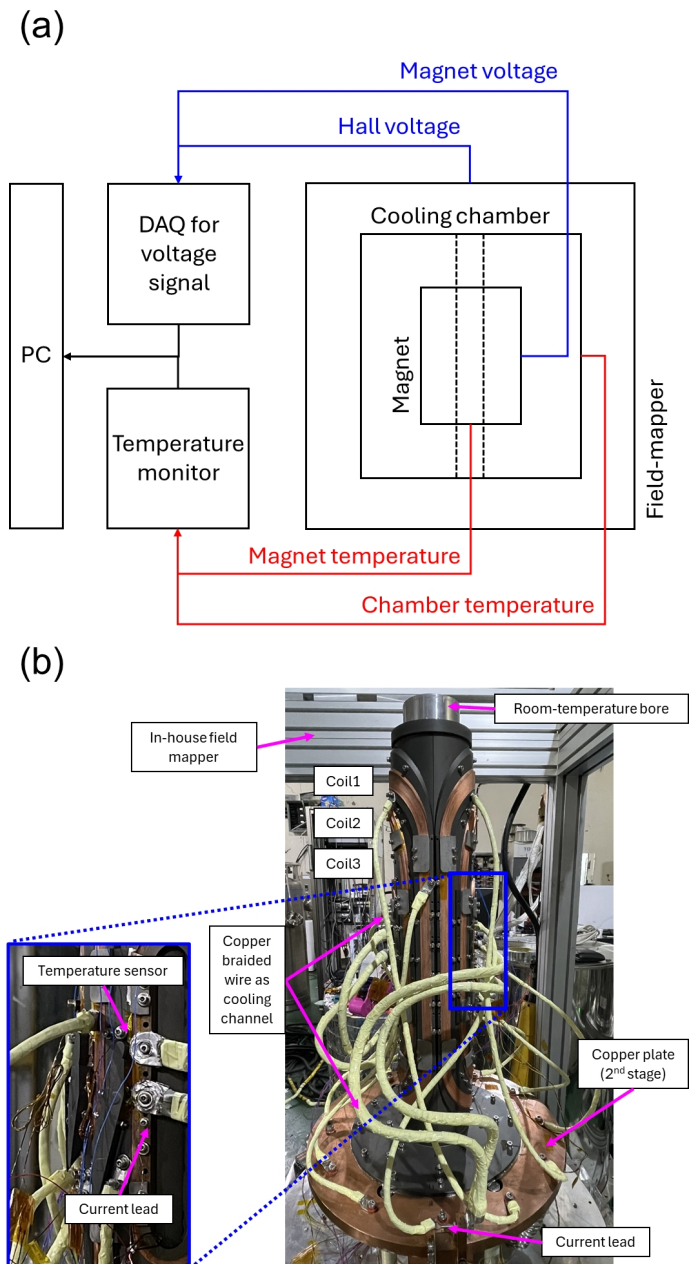 (a)
Magnet voltage
Hall voltage
DAQ for
voltage
signal
Cooling chamber
PC
Magnet
Field-mapper
Temperature
monitor
Magnet temperature
Chamber temperature
(b)
Room-temperature bore
In-house field
mapper
Coil1
Coil2
Coil3
Copper
braided
wire as
cooling
channel
Temperature sensor
Copper plate
(2nd stage)
Current lead
Current lead